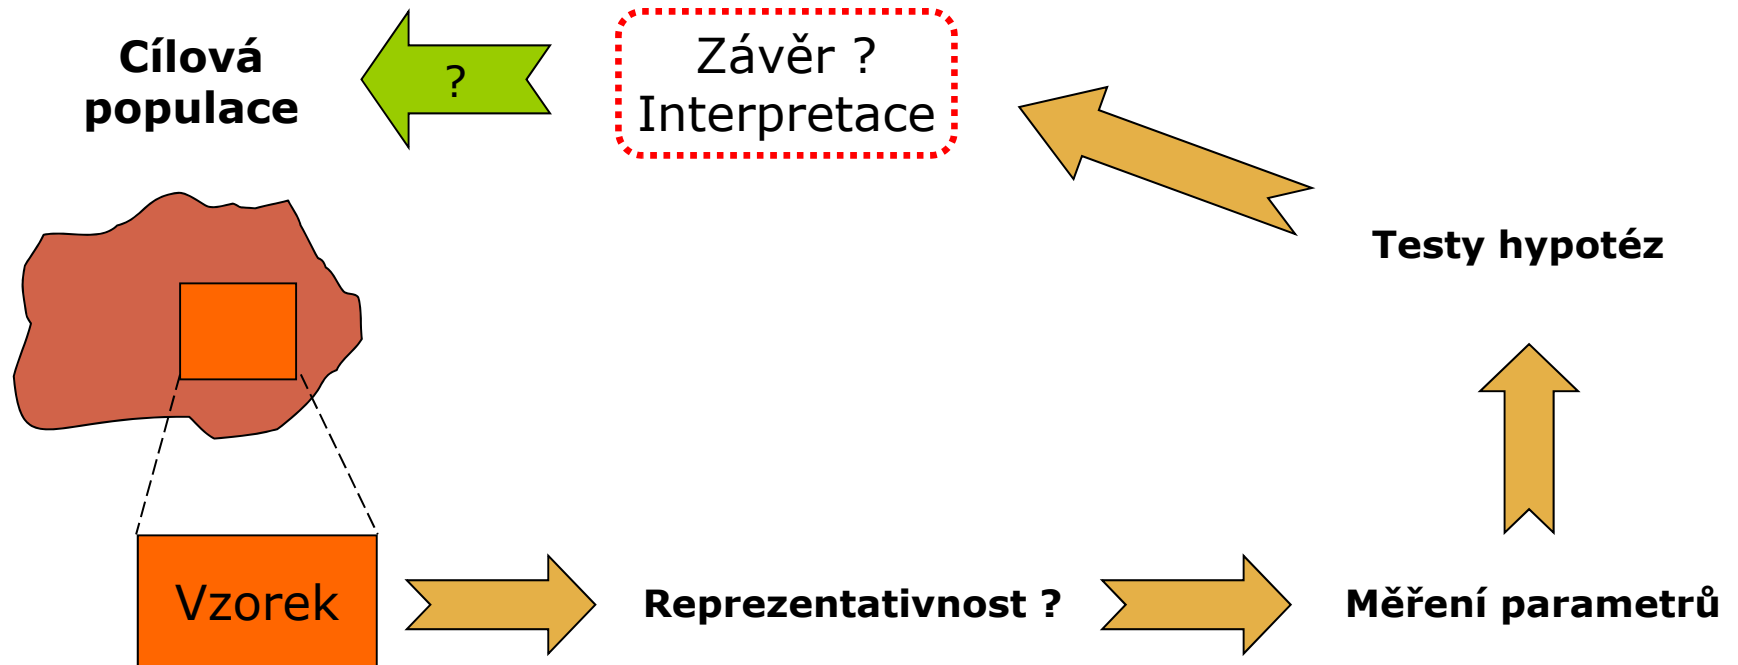 Cílová
populace
?
Závěr ?
Interpretace
Testy hypotéz
Vzorek
Reprezentativnost ?
Měření parametrů